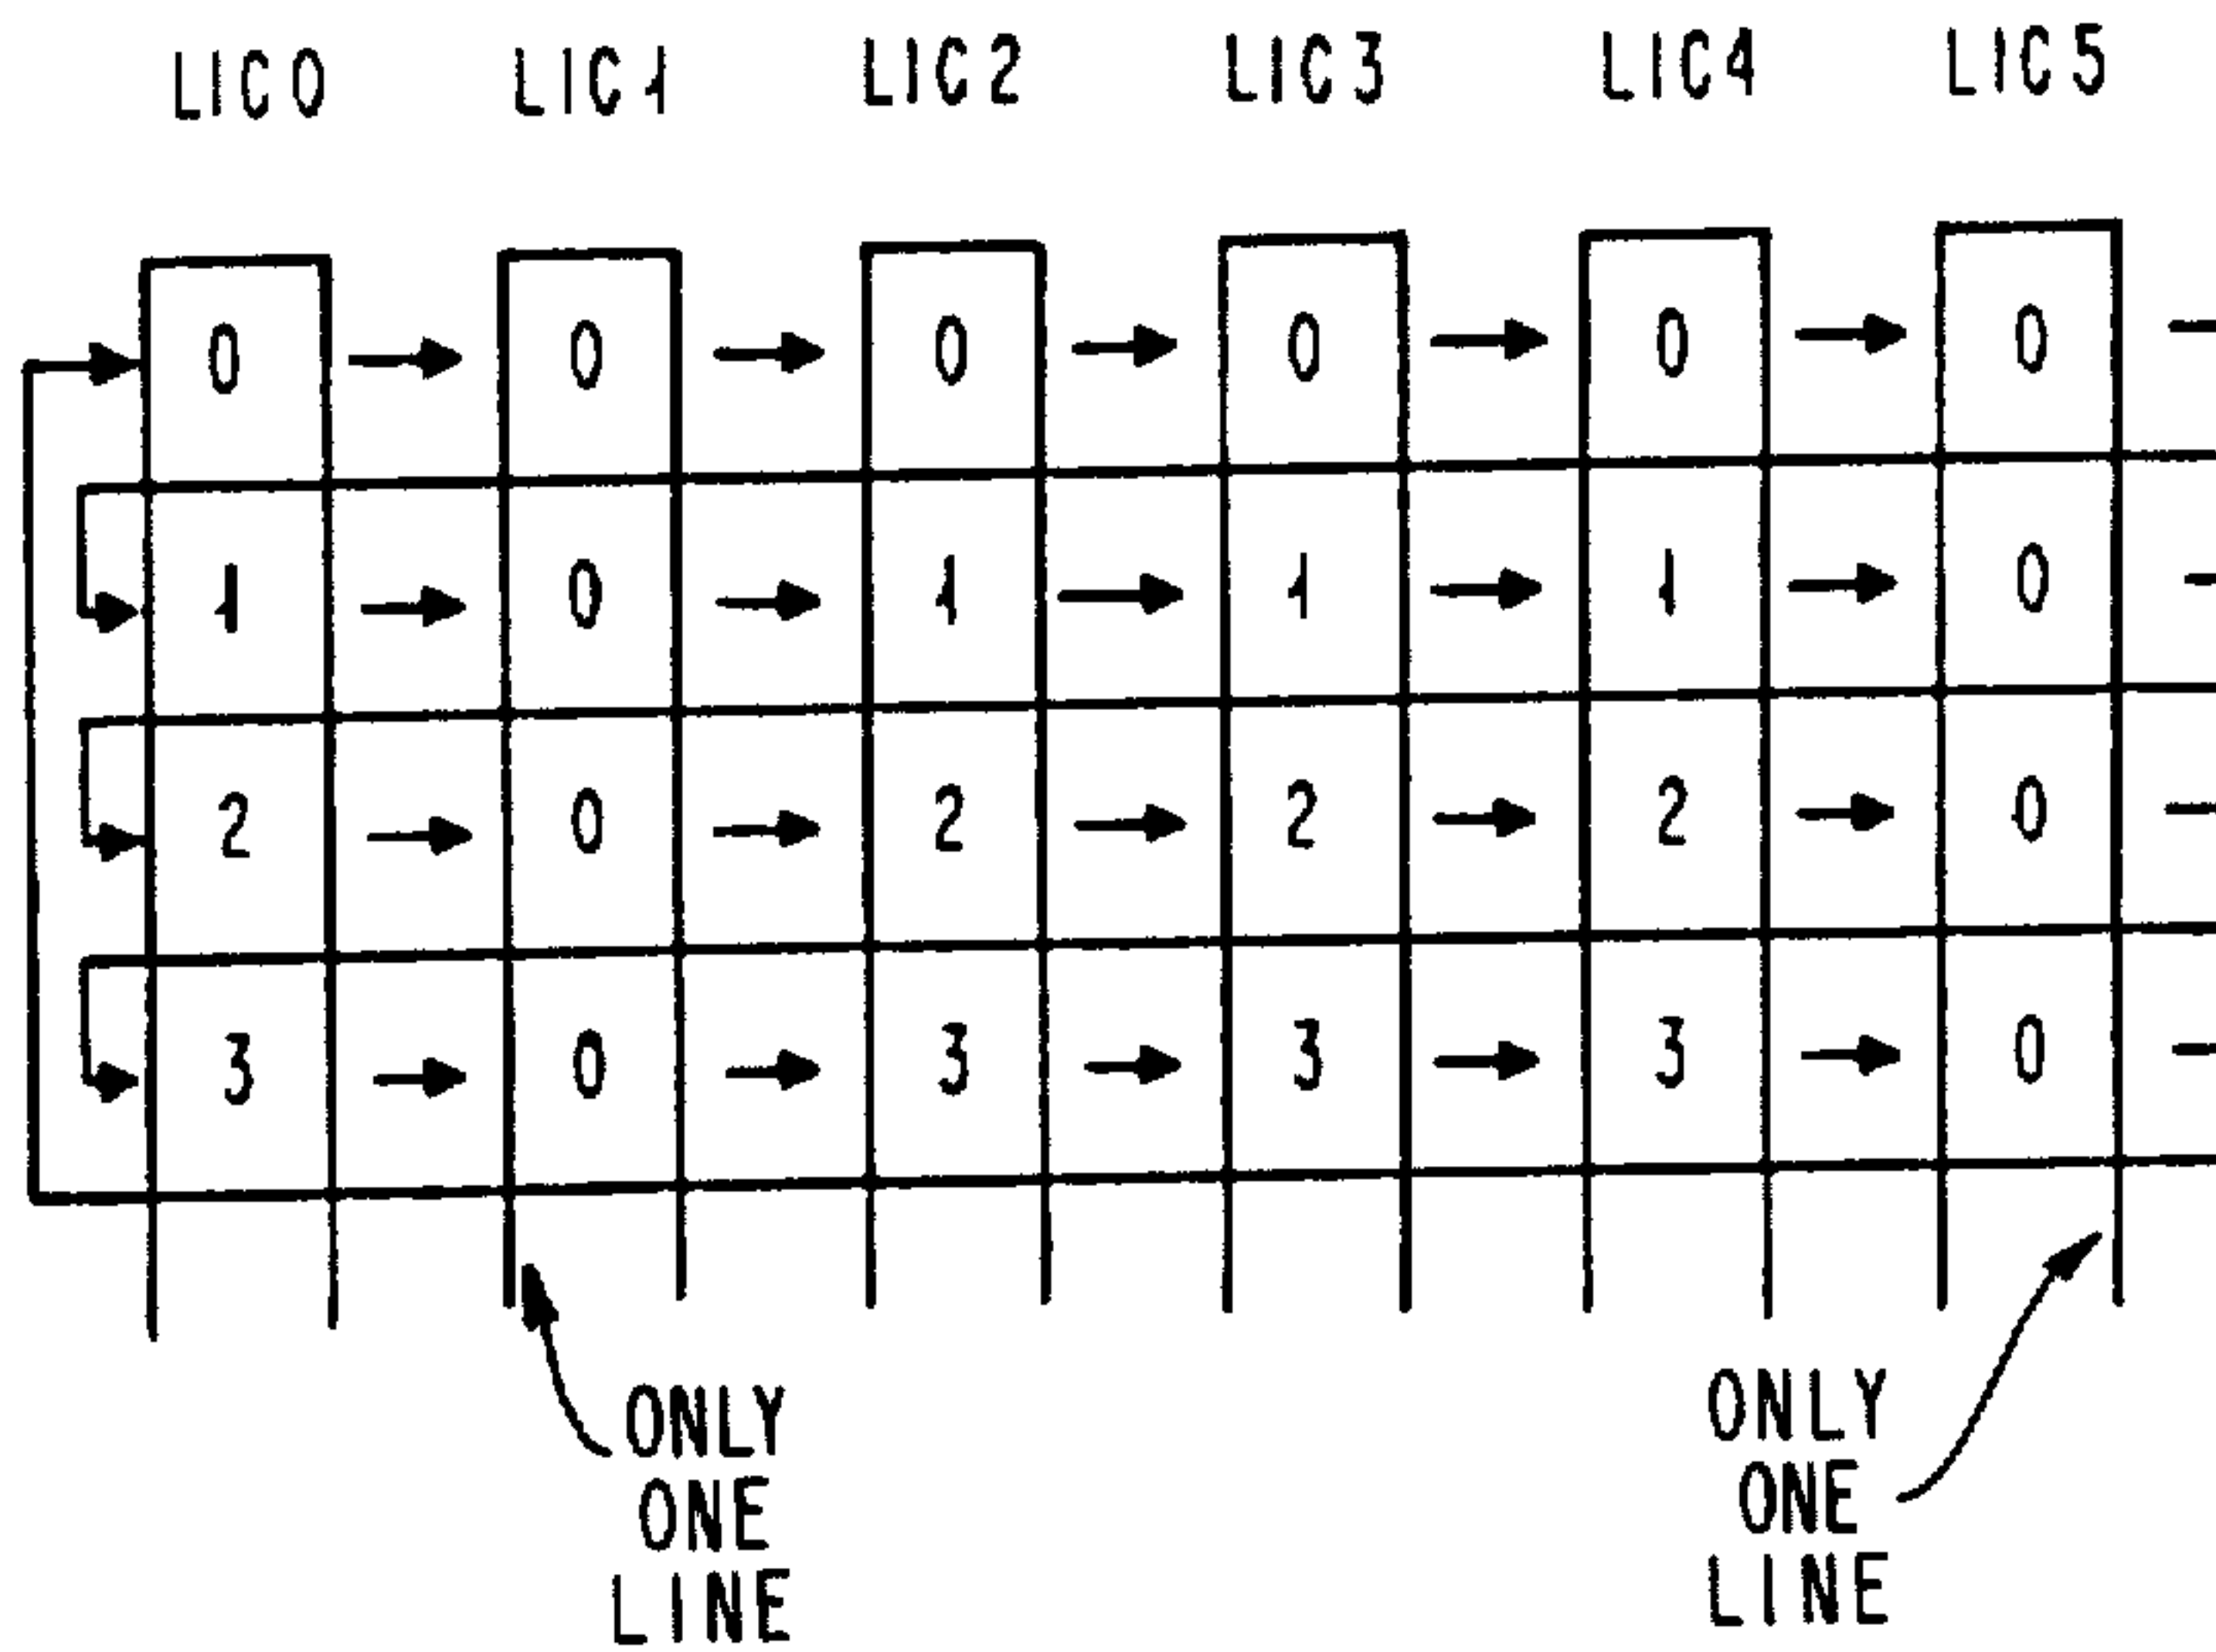 LIC0 LIC1 LIC2 LIC3 LIC4 LIC5
0 0 0 0 0 0
1 0 1 1 1 0
2 0 2 2 2 0
3 0 3 3 3 0
ONLY
ONE
LINE
ONLY
ONE
LINE